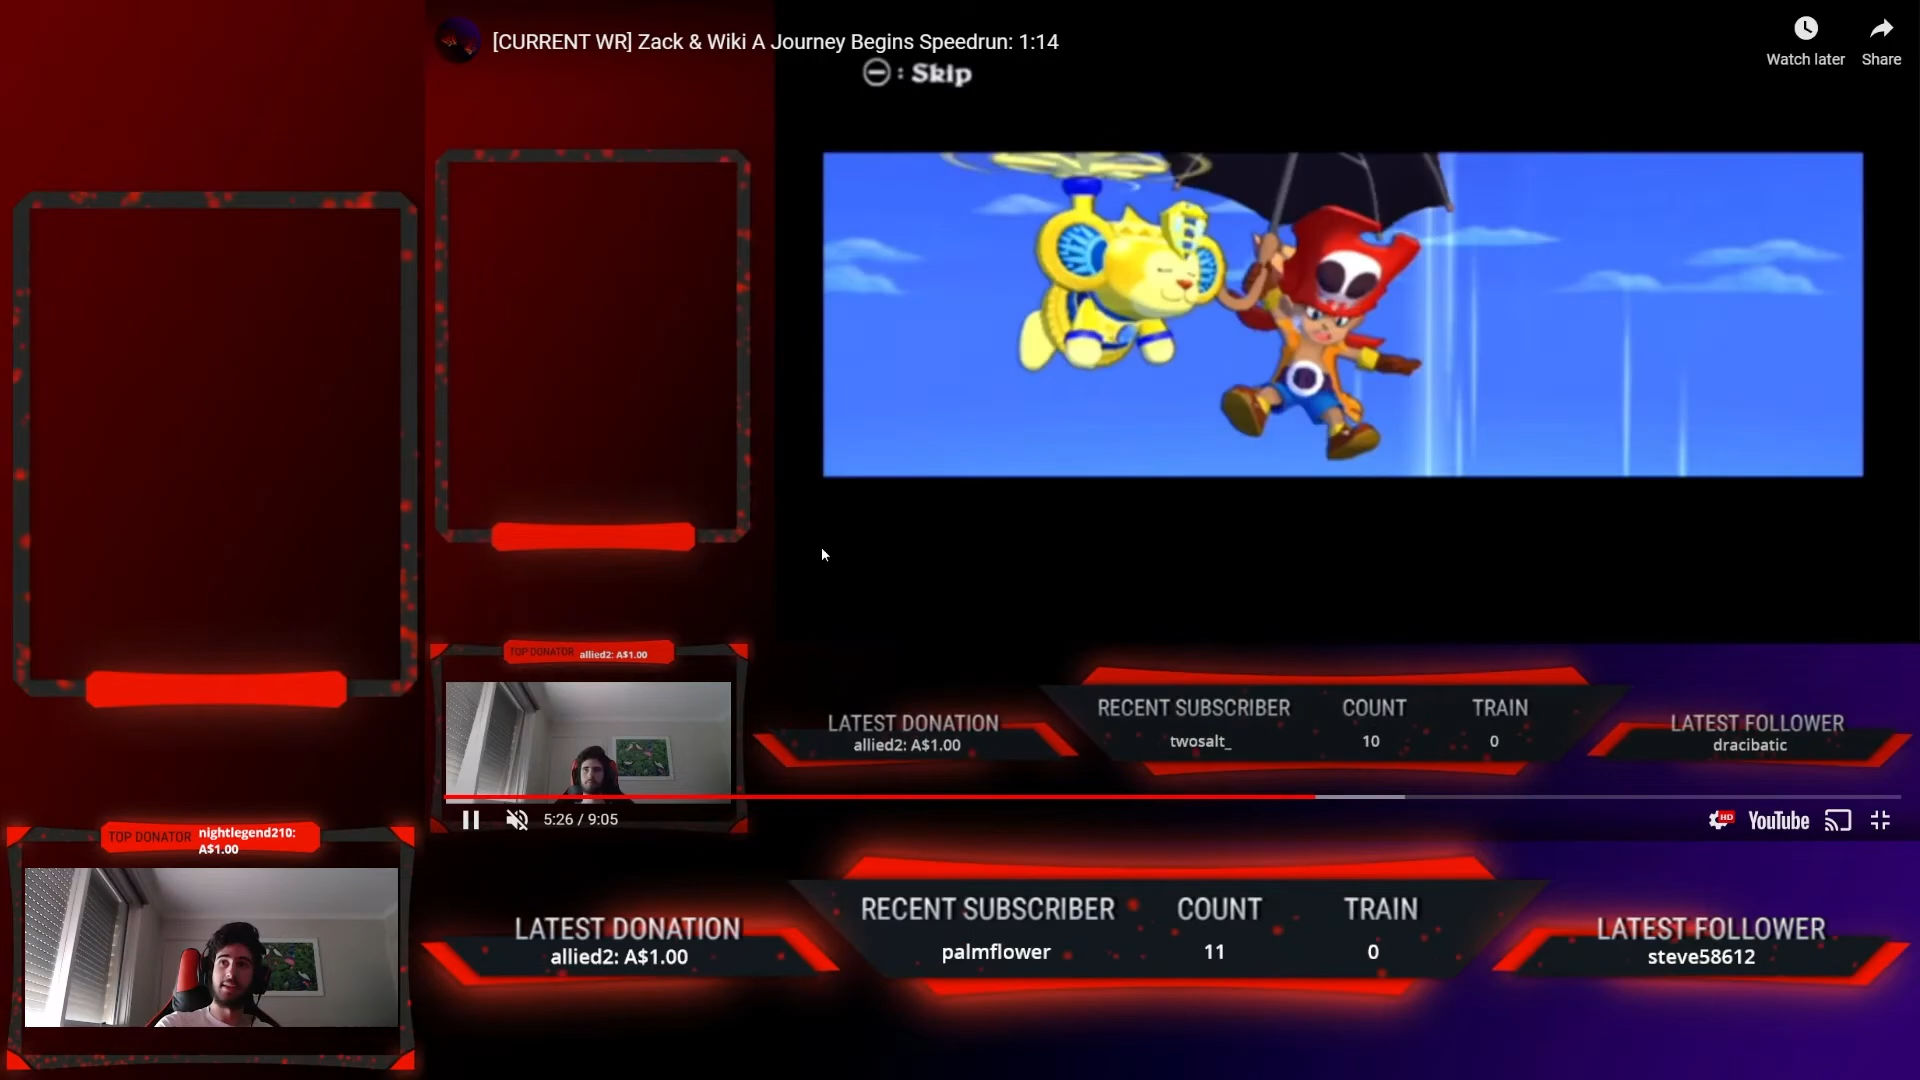 [CURRENT WR] Zack & Wiki A Journey Begins Speedrun: 1:14
Watch later
Share
: Skip
TOP DONATOR allied2: A$1.00
LATEST DONATION
allied2: A$1.00
RECENT SUBSCRIBER COUNT TRAIN
twosalt_ 10 0
LATEST FOLLOWER
dracibatic
5:26 / 9:05
HD
YouTube
TOP DONATOR nightlegend210:
A$1.00
LATEST DONATION
allied2: A$1.00
RECENT SUBSCRIBER COUNT TRAIN
palmflower 11 0
LATEST FOLLOWER
steve58612